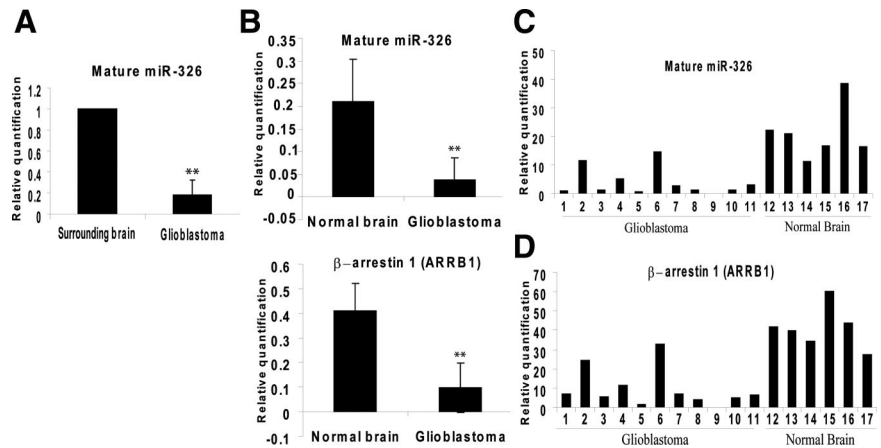 A
Mature miR-326
Relative quantification
1.2
1
0.8
0.6
0.4
0.2
0
**
Surrounding brain Glioblastoma
B
Mature miR-326
Relative quantification
0.35
0.3
0.25
0.2
0.15
0.1
0.05
0
-0.05
**
Normal brain Glioblastoma
β-arrestin 1 (ARRB1)
Relative quantification
0.6
0.5
0.4
0.3
0.2
0.1
0
-0.1
**
Normal brain Glioblastoma
C
Mature miR-326
Relative quantification
50
40
30
20
10
0
1 2 3 4 5 6 7 8 9 10 11 12 13 14 15 16 17
Glioblastoma Normal Brain
D
β-arrestin 1 (ARRB1)
Relative quantification
70
60
50
40
30
20
10
0
1 2 3 4 5 6 7 8 9 10 11 12 13 14 15 16 17
Glioblastoma Normal Brain